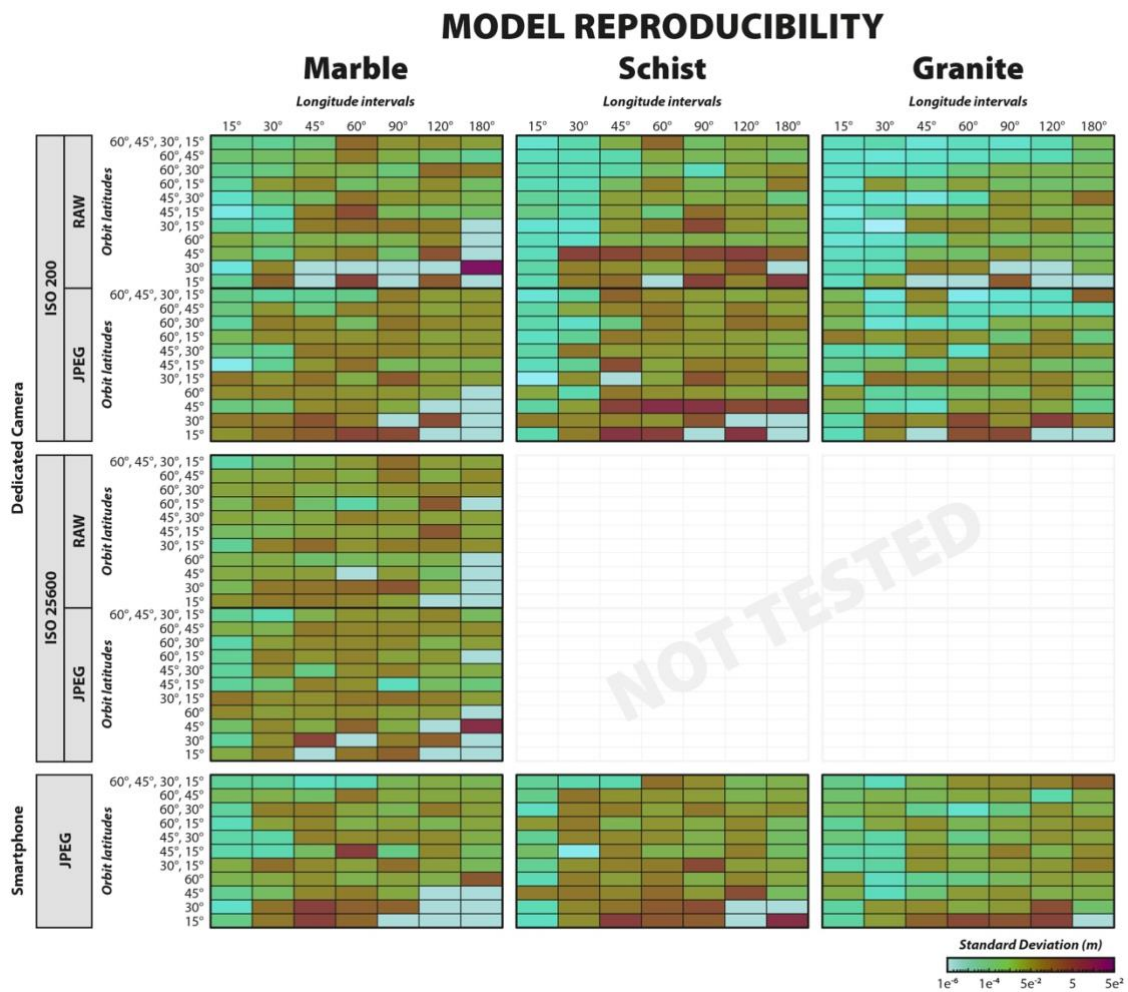 MODEL REPRODUCIBILITY
Marble Schist Granite
Longitude intervals Longitude intervals Longitude intervals
15° 30° 45° 60° 90° 120° 180° 15° 30° 45° 60° 90° 120° 180° 15° 30° 45° 60° 90° 120° 180°
Dedicated Camera
ISO 200
RAW
Orbit latitudes
60°, 45°, 30°, 15°
60°, 45°
60°, 30°
60°, 15°
45°, 30°
45°, 15°
30°, 15°
60°
45°
30°
15°
JPEG
Orbit latitudes
60°, 45°, 30°, 15°
60°, 45°
60°, 30°
60°, 15°
45°, 30°
45°, 15°
30°, 15°
60°
45°
30°
15°
ISO 25600
RAW
Orbit latitudes
60°, 45°, 30°, 15°
60°, 45°
60°, 30°
60°, 15°
45°, 30°
45°, 15°
30°, 15°
60°
45°
30°
15°
JPEG
Orbit latitudes
60°, 45°, 30°, 15°
60°, 45°
60°, 30°
60°, 15°
45°, 30°
45°, 15°
30°, 15°
60°
45°
30°
15°
NOT TESTED
Smartphone
JPEG
Orbit latitudes
60°, 45°, 30°, 15°
60°, 45°
60°, 30°
60°, 15°
45°, 30°
45°, 15°
30°, 15°
60°
45°
30°
15°
Standard Deviation (m)
1e⁻⁶ 1e⁻⁴ 5e⁻² 5 5e²